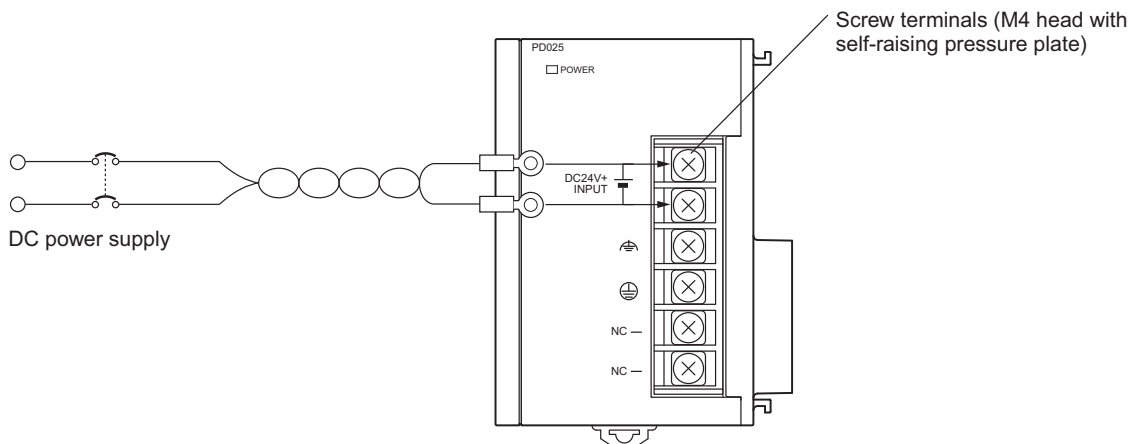 Screw terminals (M4 head with
self-raising pressure plate)
PD025
POWER
DC24V+
INPUT
DC power supply
NC
NC